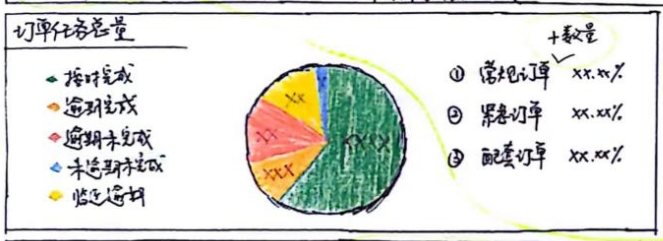 订单任务总量
按时完成
逾期完成
逾期未完成
未逾期未完成
临近逾期
XX
XX
XXX
XXXX
+数量
① 常规订单 xx.xx%
② 紧急订单 xx.xx%
③ 配套订单 xx.xx%